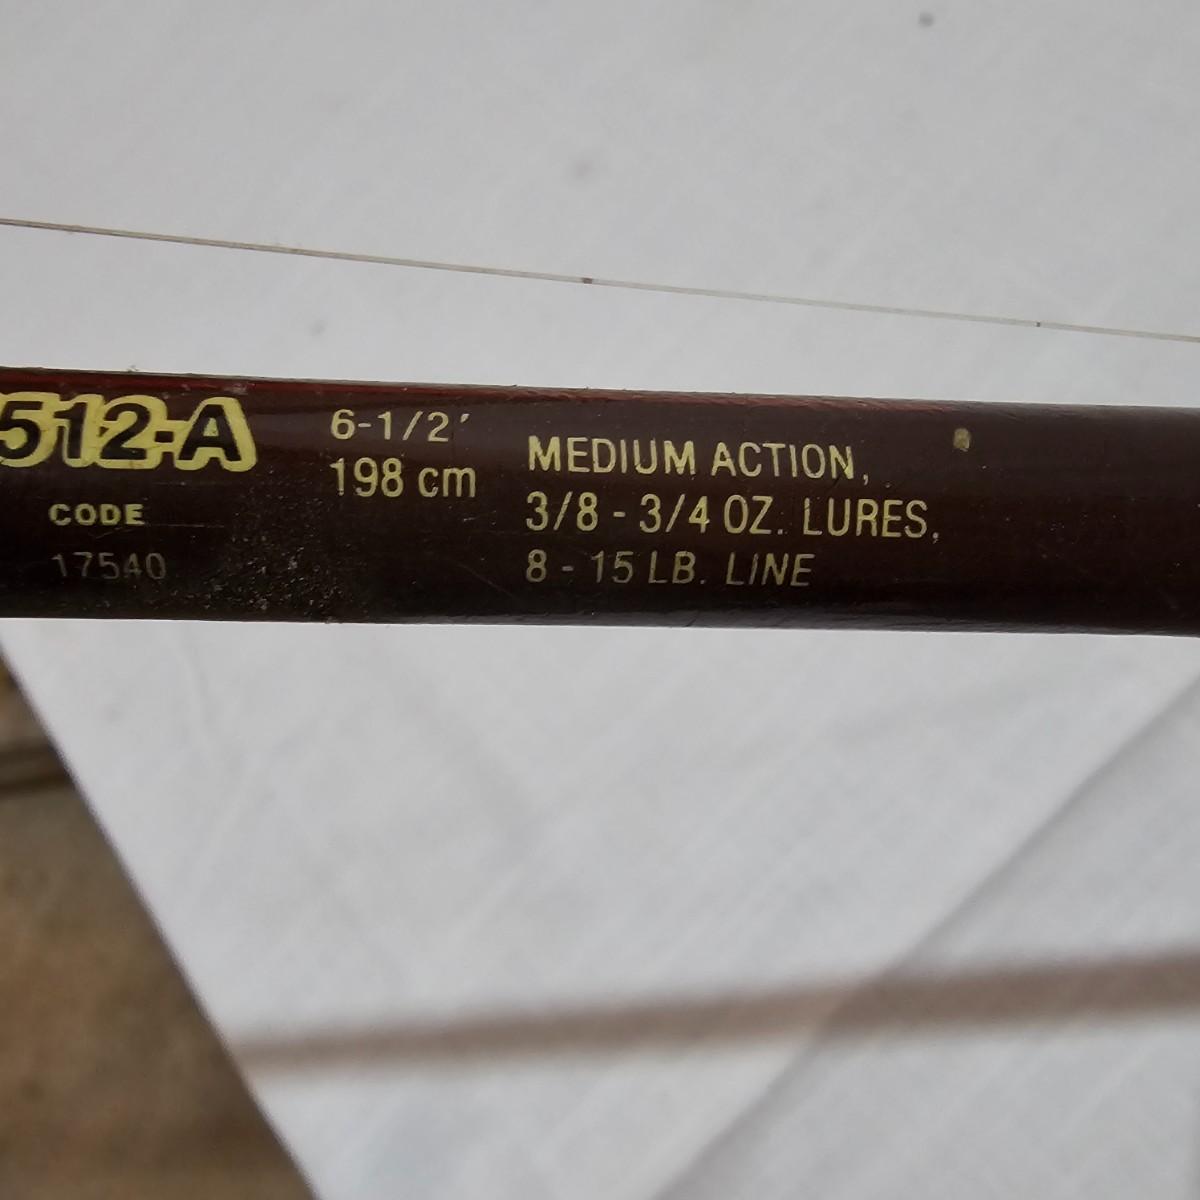 512-A
CODE
17540
6-1/2'
198 cm
MEDIUM ACTION,
3/8 - 3/4 OZ. LURES,
8 - 15 LB. LINE